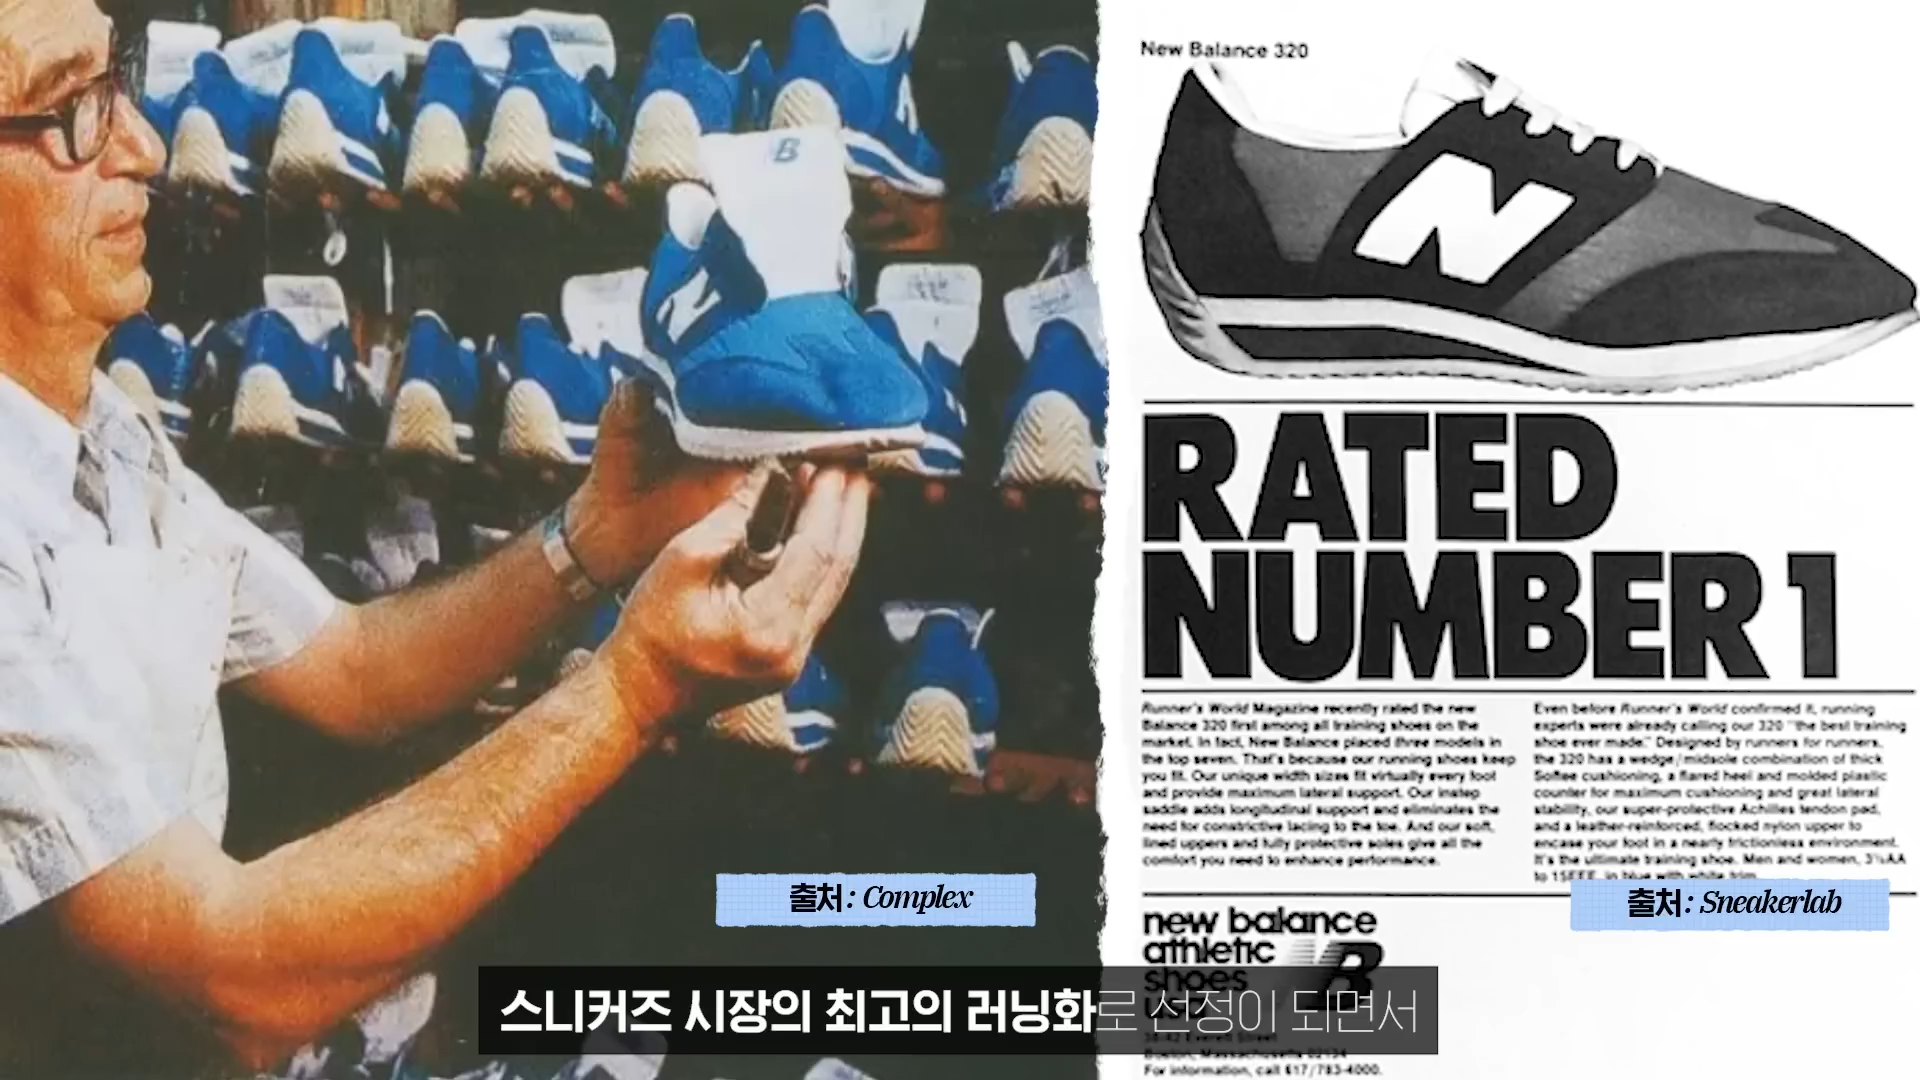 B
New Balance 320
N
RATED
NUMBER 1
Runner's World Magazine recently rated the new
Balance 320 first among all training shoes on the
market. In fact, New Balance placed three models in
the top seven. That's because our running shoes keep
you fit. Our unique width sizes fit virtually every foot
and provide maximum lateral support. Our instep
saddle adds longitudinal support and eliminates the
need for constrictive lacing to the toe. And our soft,
lined uppers and fully protective soles give all the
comfort you need to enhance performance.
Even before Runner's World confirmed it, running
experts were already calling our 320 "the best training
shoe ever made." Designed by runners for runners,
the 320 has a wedge/midsole combination of thick
Softee cushioning, a flared heel and molded plastic
counter for maximum cushioning and great lateral
stability, our super-protective Achilles tendon pad,
and a leather-reinforced, flocked nylon upper to
encase your foot in a nearly frictionless environment.
It's the ultimate training shoe. Men and women, 3½AA
to 15EEE, in blue with white trim.
출처: Complex
출처: Sneakerlab
new balance
athletic
shoes
스니커즈 시장의 최고의 러닝화로 선정이 되면서
38-42 Everett Street
Boston, Massachusetts 02134
For information, call 617/783-4000.